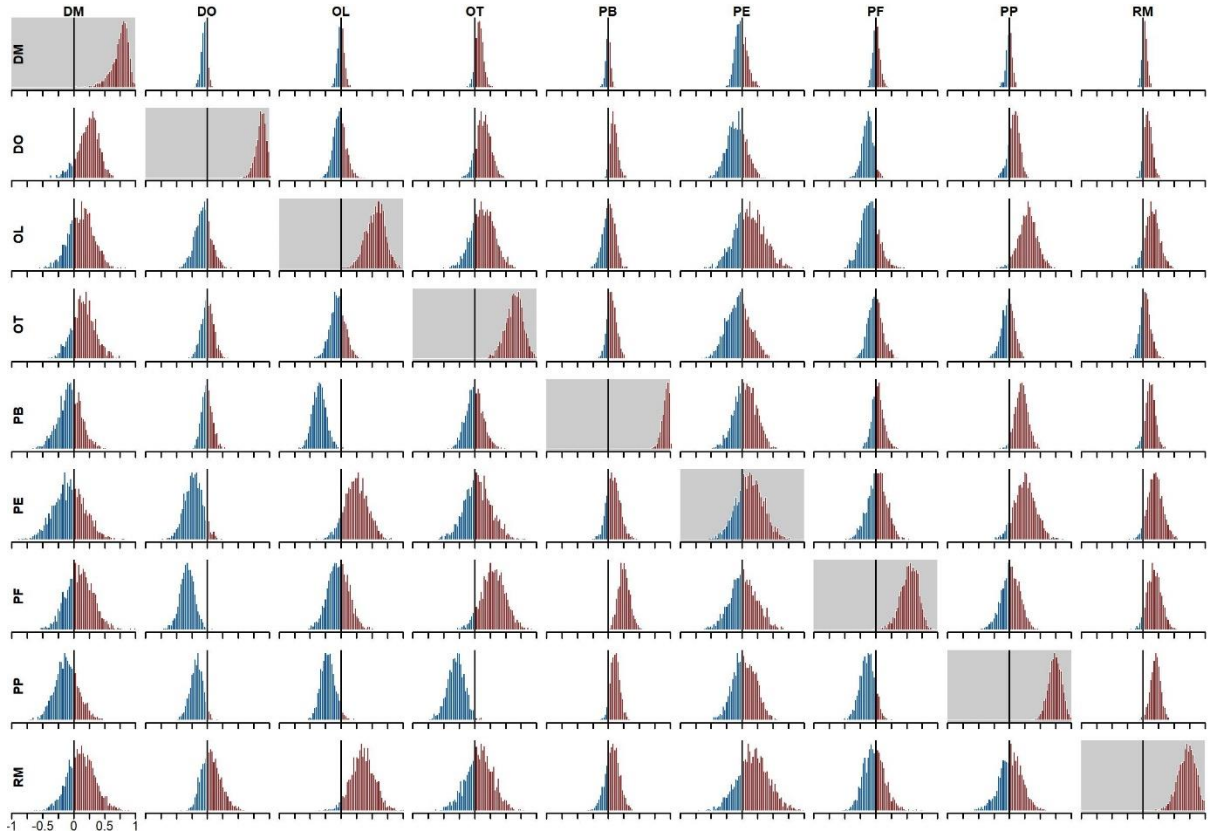 DM DO OL OT PB PE PF PP RM
DM
DO
OL
OT
PB
PE
PF
PP
RM
-1 -0.5 0 0.5 1